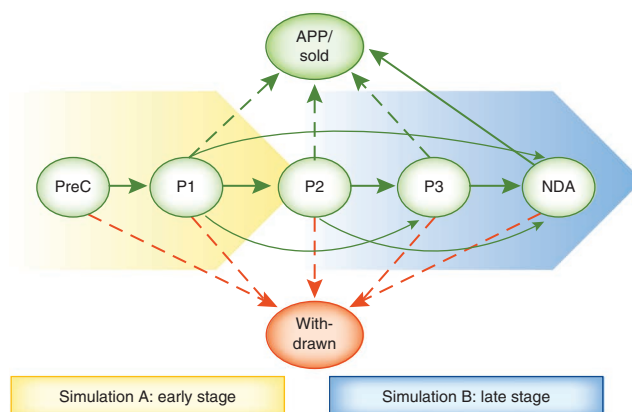 APP/
sold
PreC
P1
P2
P3
NDA
With-
drawn
Simulation A: early stage
Simulation B: late stage